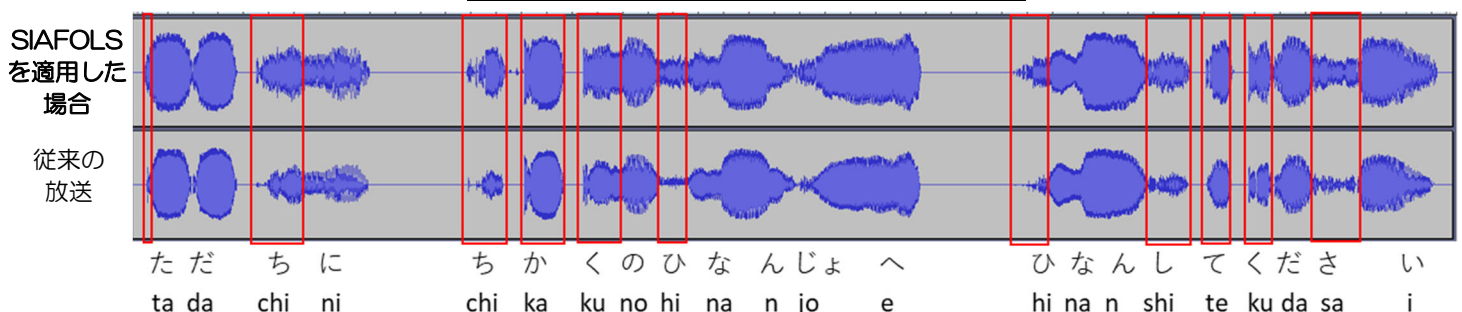 SIAFOLS
を適用した
場合
従来の
放送
た だ ち に ち か く の ひ な ん じょ へ ひ な ん し て く だ さ い
ta da chi ni chi ka ku no hi na n jo e hi na n shi te ku da sa i